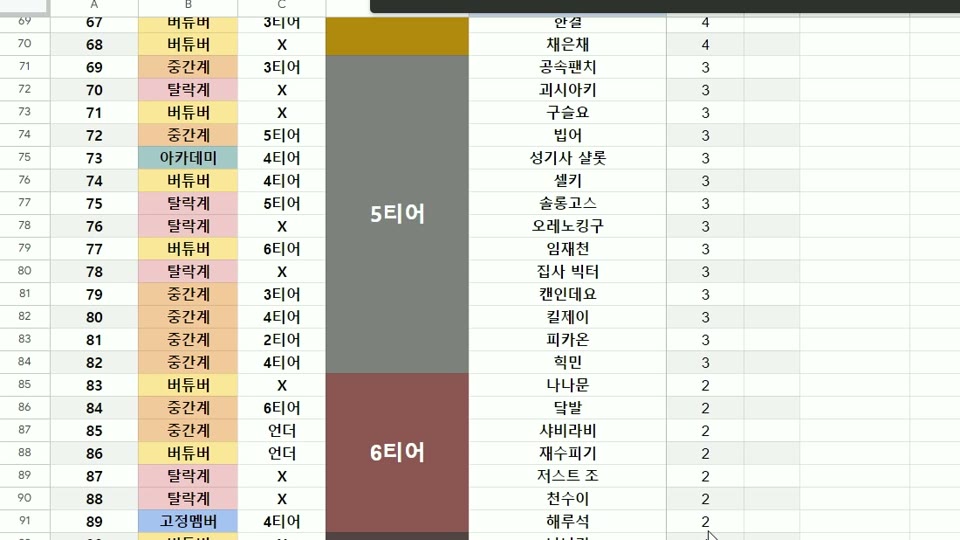 A B C
69 67 버튜버 3티어 한결 4
70 68 버튜버 X 채은채 4
71 69 중간계 3티어 공속팬치 3
72 70 탈락계 X 괴시아키 3
73 71 버튜버 X 구슬요 3
74 72 중간계 5티어 빕어 3
75 73 아카데미 4티어 성기사 샬롯 3
76 74 버튜버 4티어 셀키 3
77 75 탈락계 5티어 솔롱고스 3
78 76 탈락계 X 5티어 오레노킹구 3
79 77 버튜버 6티어 임재천 3
80 78 탈락계 X 집사 빅터 3
81 79 중간계 3티어 캔인데요 3
82 80 중간계 4티어 킬제이 3
83 81 중간계 2티어 피카온 3
84 82 중간계 4티어 힉민 3
85 83 버튜버 X 나나문 2
86 84 중간계 6티어 닻발 2
87 85 중간계 언더 샤비라비 2
88 86 버튜버 언더 6티어 재수피기 2
89 87 탈락계 X 저스트 조 2
90 88 탈락계 X 천수이 2
91 89 고정멤버 4티어 해루석 2